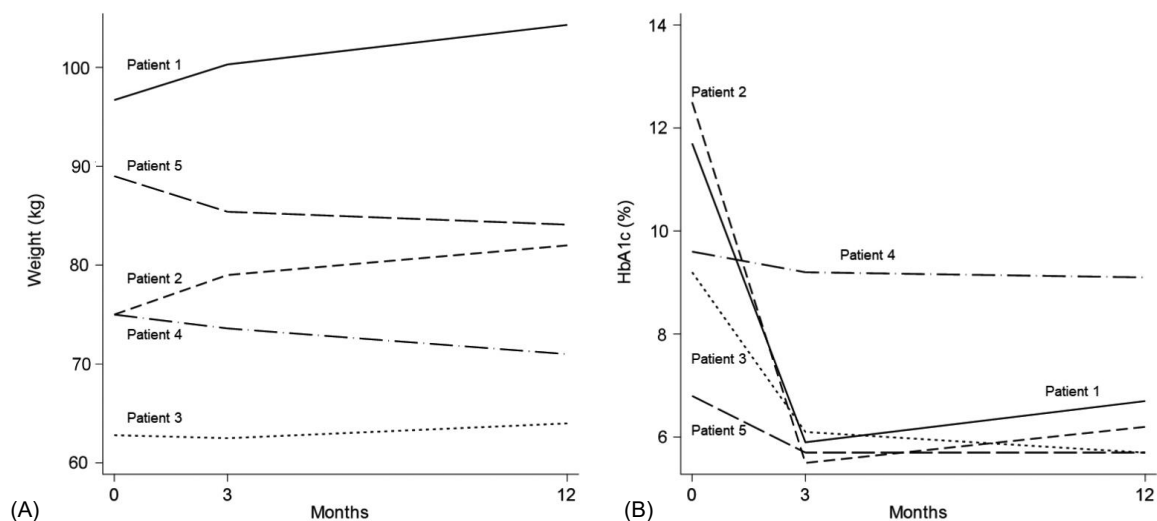 100
90
80
70
60
Weight (kg)
Patient 1
Patient 5
Patient 2
Patient 4
Patient 3
0 3 12
Months
(A)
14
12
10
8
6
HbA1c (%)
Patient 2
Patient 4
Patient 3
Patient 1
Patient 5
0 3 12
Months
(B)